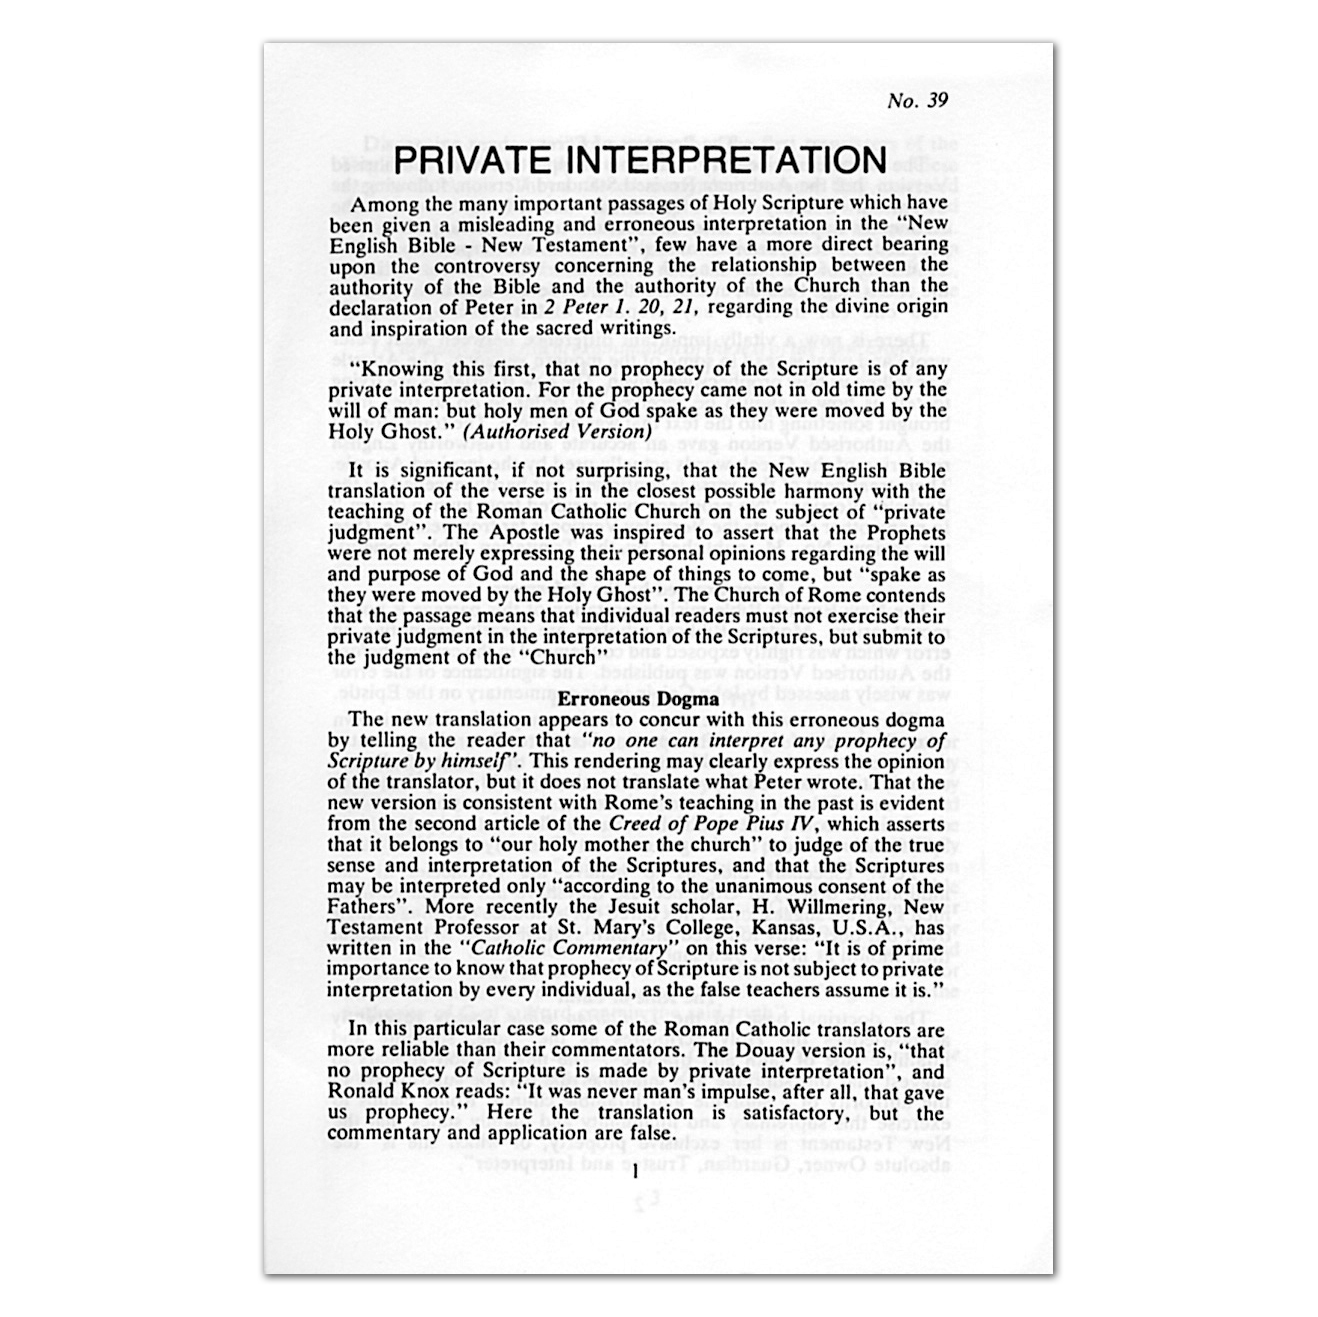 No. 39
PRIVATE INTERPRETATION
Among the many important passages of Holy Scripture which have
been given a misleading and erroneous interpretation in the “New
English Bible - New Testament”, few have a more direct bearing
upon the controversy concerning the relationship between the
authority of the Bible and the authority of the Church than the
declaration of Peter in 2 Peter 1. 20, 21, regarding the divine origin
and inspiration of the sacred writings.
“Knowing this first, that no prophecy of the Scripture is of any
private interpretation. For the prophecy came not in old time by the
will of man: but holy men of God spake as they were moved by the
Holy Ghost.” (Authorised Version)
It is significant, if not surprising, that the New English Bible
translation of the verse is in the closest possible harmony with the
teaching of the Roman Catholic Church on the subject of “private
judgment”. The Apostle was inspired to assert that the Prophets
were not merely expressing their personal opinions regarding the will
and purpose of God and the shape of things to come, but “spake as
they were moved by the Holy Ghost”. The Church of Rome contends
that the passage means that individual readers must not exercise their
private judgment in the interpretation of the Scriptures, but submit to
the judgment of the “Church”
Erroneous Dogma
The new translation appears to concur with this erroneous dogma
by telling the reader that “no one can interpret any prophecy of
Scripture by himself”. This rendering may clearly express the opinion
of the translator, but it does not translate what Peter wrote. That the
new version is consistent with Rome’s teaching in the past is evident
from the second article of the Creed of Pope Pius IV, which asserts
that it belongs to “our holy mother the church” to judge of the true
sense and interpretation of the Scriptures, and that the Scriptures
may be interpreted only “according to the unanimous consent of the
Fathers”. More recently the Jesuit scholar, H. Willmering, New
Testament Professor at St. Mary’s College, Kansas, U.S.A., has
written in the “Catholic Commentary” on this verse: “It is of prime
importance to know that prophecy of Scripture is not subject to private
interpretation by every individual, as the false teachers assume it is.”
In this particular case some of the Roman Catholic translators are
more reliable than their commentators. The Douay version is, “that
no prophecy of Scripture is made by private interpretation”, and
Ronald Knox reads: “It was never man’s impulse, after all, that gave
us prophecy.” Here the translation is satisfactory, but the
commentary and application are false.
1